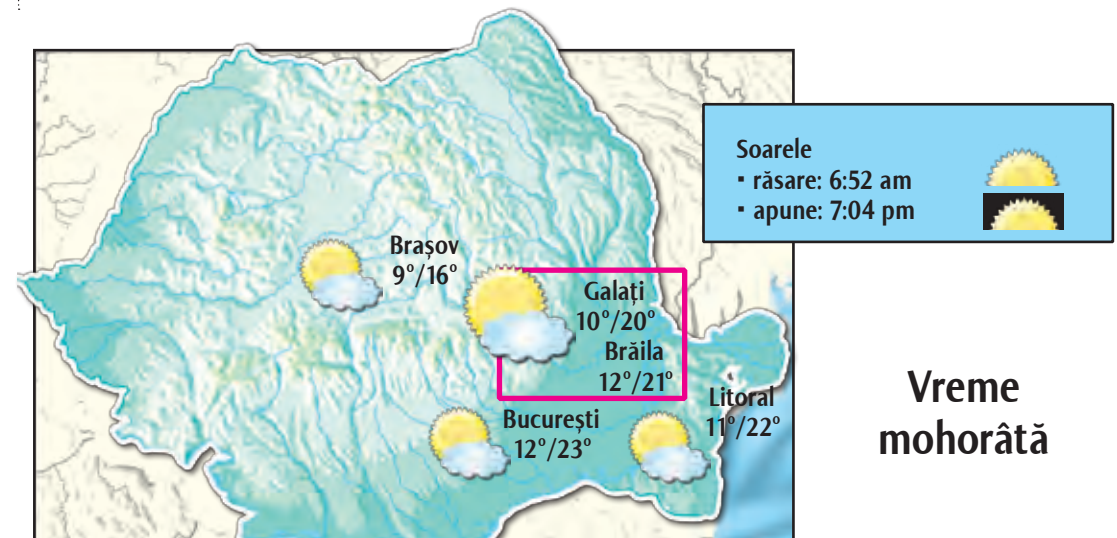 Soarele
▪ răsare: 6:52 am
▪ apune: 7:04 pm
Brașov
9°/16°
Galați
10°/20°
Brăila
12°/21°
Litoral
11°/22°
București
12°/23°
Vreme
mohorâtă